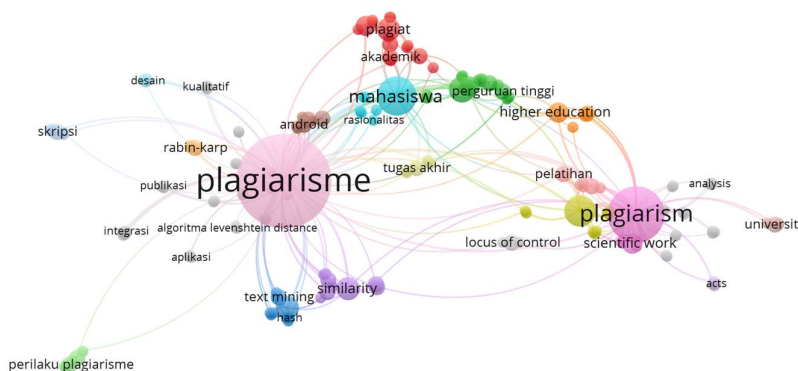 plagiat
akademik
desain
kualitatif
mahasiswa
perguruan tinggi
higher education
android
rasionalitas
skripsi
rabin-karp
tugas akhir
pelatihan
plagiarisme
publikasi
analysis
plagiarism
universit
integrasi
algoritma levenshtein distance
locus of control
scientific work
aplikasi
acts
similarity
text mining
hash
perilaku plagiarisme